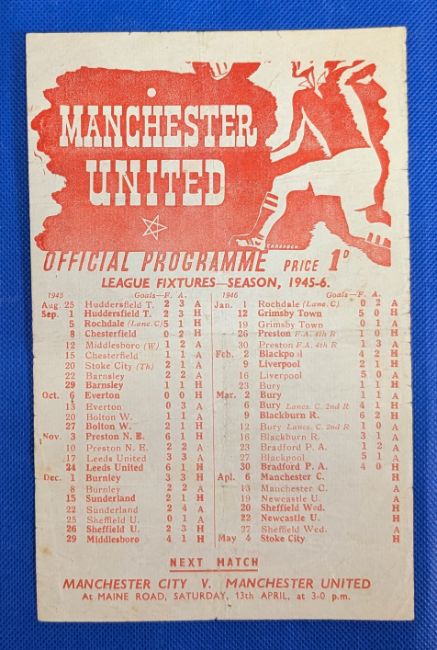 MANCHESTER
UNITED
CARADOCK
OFFICIAL PROGRAMME PRICE 1D
LEAGUE FIXTURES—SEASON, 1945-6.
1945 Goals—F. A.
Aug. 25 Huddersfield T. 2 3 A
Sep. 1 Huddersfield T. 2 3 H
5 Rochdale (Lanc. C) 5 1 H
8 Chesterfield 0 2 H
12 Middlesboro (W) 1 2 A
15 Chesterfield 1 1 A
20 Stoke City (Th) 2 1 A
22 Barnsley 2 2 A
29 Barnsley 1 1 H
Oct. 6 Everton 0 0 H
13 Everton 0 3 A
20 Bolton W. 1 1 A
27 Bolton W. 2 1 H
Nov. 3 Preston N. E. 6 1 H
10 Preston N. E. 2 2 A
17 Leeds United 3 3 A
24 Leeds United 6 1 H
Dec. 1 Burnley 3 3 H
8 Burnley 2 2 A
15 Sunderland 2 1 H
22 Sunderland 2 4 A
25 Sheffield U. 0 1 A
26 Sheffield U. 2 3 H
29 Middlesboro 4 1 H
1946 Goals—F. A.
Jan. 1 Rochdale (Lanc. C) 0 2 A
12 Grimsby Town 5 0 H
19 Grimsby Town 0 1 A
26 Preston F.A. 4th R 1 0 H
30 Preston F.A. 4th R 1 3 A
Feb. 2 Blackpool 4 2 H
9 Liverpool 2 1 H
16 Liverpool 5 0 A
23 Bury 1 1 H
Mar. 2 Bury 1 1 A
6 Bury Lancs. C. 2nd R 4 1 H
9 Blackburn R. 6 2 H
12 Bury Lancs. C. 2nd R 1 0 A
16 Blackburn R. 3 1 A
23 Bradford P.A. 1 2 A
27 Blackpool 5 1 A
30 Bradford P.A. 4 0 H
Apl. 6 Manchester C. H
13 Manchester C. A
19 Newcastle U. A
20 Sheffield Wed. H
22 Newcastle U. H
27 Sheffield Wed. A
May 4 Stoke City H
NEXT MATCH
MANCHESTER CITY V. MANCHESTER UNITED
At MAINE ROAD, SATURDAY, 13th APRIL, at 3-0 p.m.